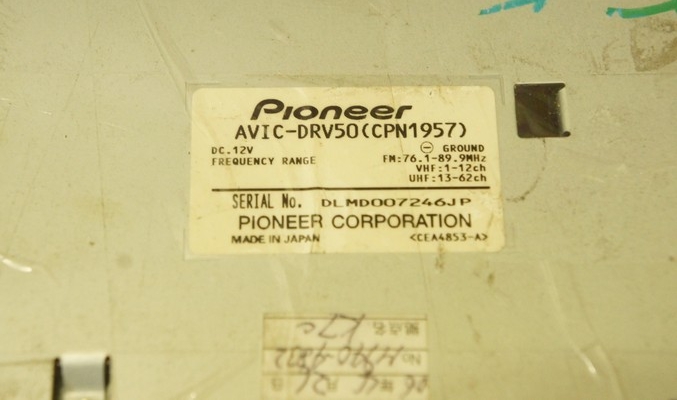 Pioneer
AVIC-DRV50(CPN1957)
DC.12V ⊖ GROUND
FREQUENCY RANGE FM:76.1-89.9MHz
VHF:1-12ch
UHF:13-62ch
SERIAL No. DLMD007246JP
PIONEER CORPORATION
MADE IN JAPAN <CEA4853-A>